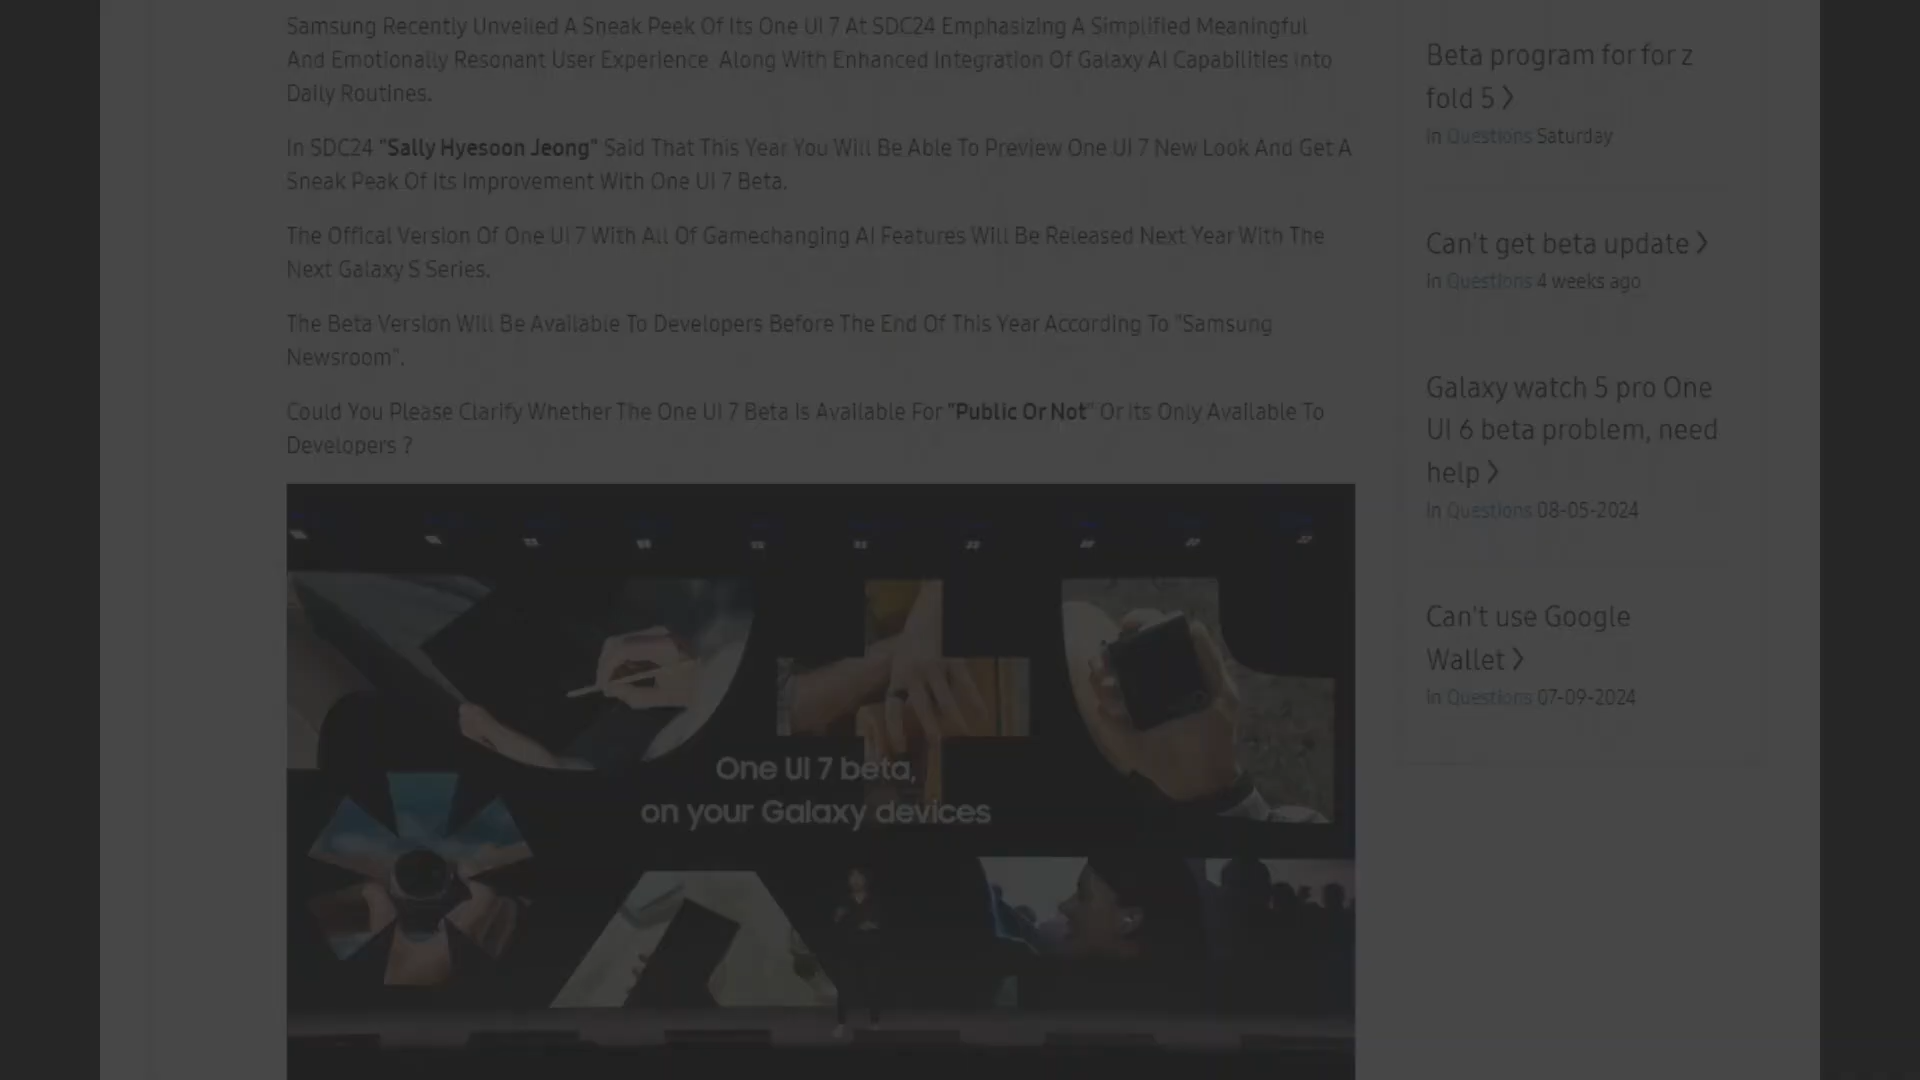 Samsung Recently Unveiled A Sneak Peek Of Its One UI 7 At SDC24 Emphasizing A Simplified Meaningful
And Emotionally Resonant User Experience Along With Enhanced Integration Of Galaxy AI Capabilities Into
Daily Routines.
In SDC24 "Sally Hyesoon Jeong" Said That This Year You Will Be Able To Preview One UI 7 New Look And Get A
Sneak Peak Of Its Improvement With One UI 7 Beta.
The Offical Version Of One UI 7 With All Of Gamechanging AI Features Will Be Released Next Year With The
Next Galaxy S Series.
The Beta Version Will Be Available To Developers Before The End Of This Year According To "Samsung
Newsroom".
Could You Please Clarify Whether The One UI 7 Beta Is Available For "Public Or Not" Or Its Only Available To
Developers ?
One UI 7 beta,
on your Galaxy devices
Beta program for for z
fold 5
in Questions Saturday
Can't get beta update
in Questions 4 weeks ago
Galaxy watch 5 pro One
UI 6 beta problem, need
help
in Questions 08-05-2024
Can't use Google
Wallet
in Questions 07-09-2024